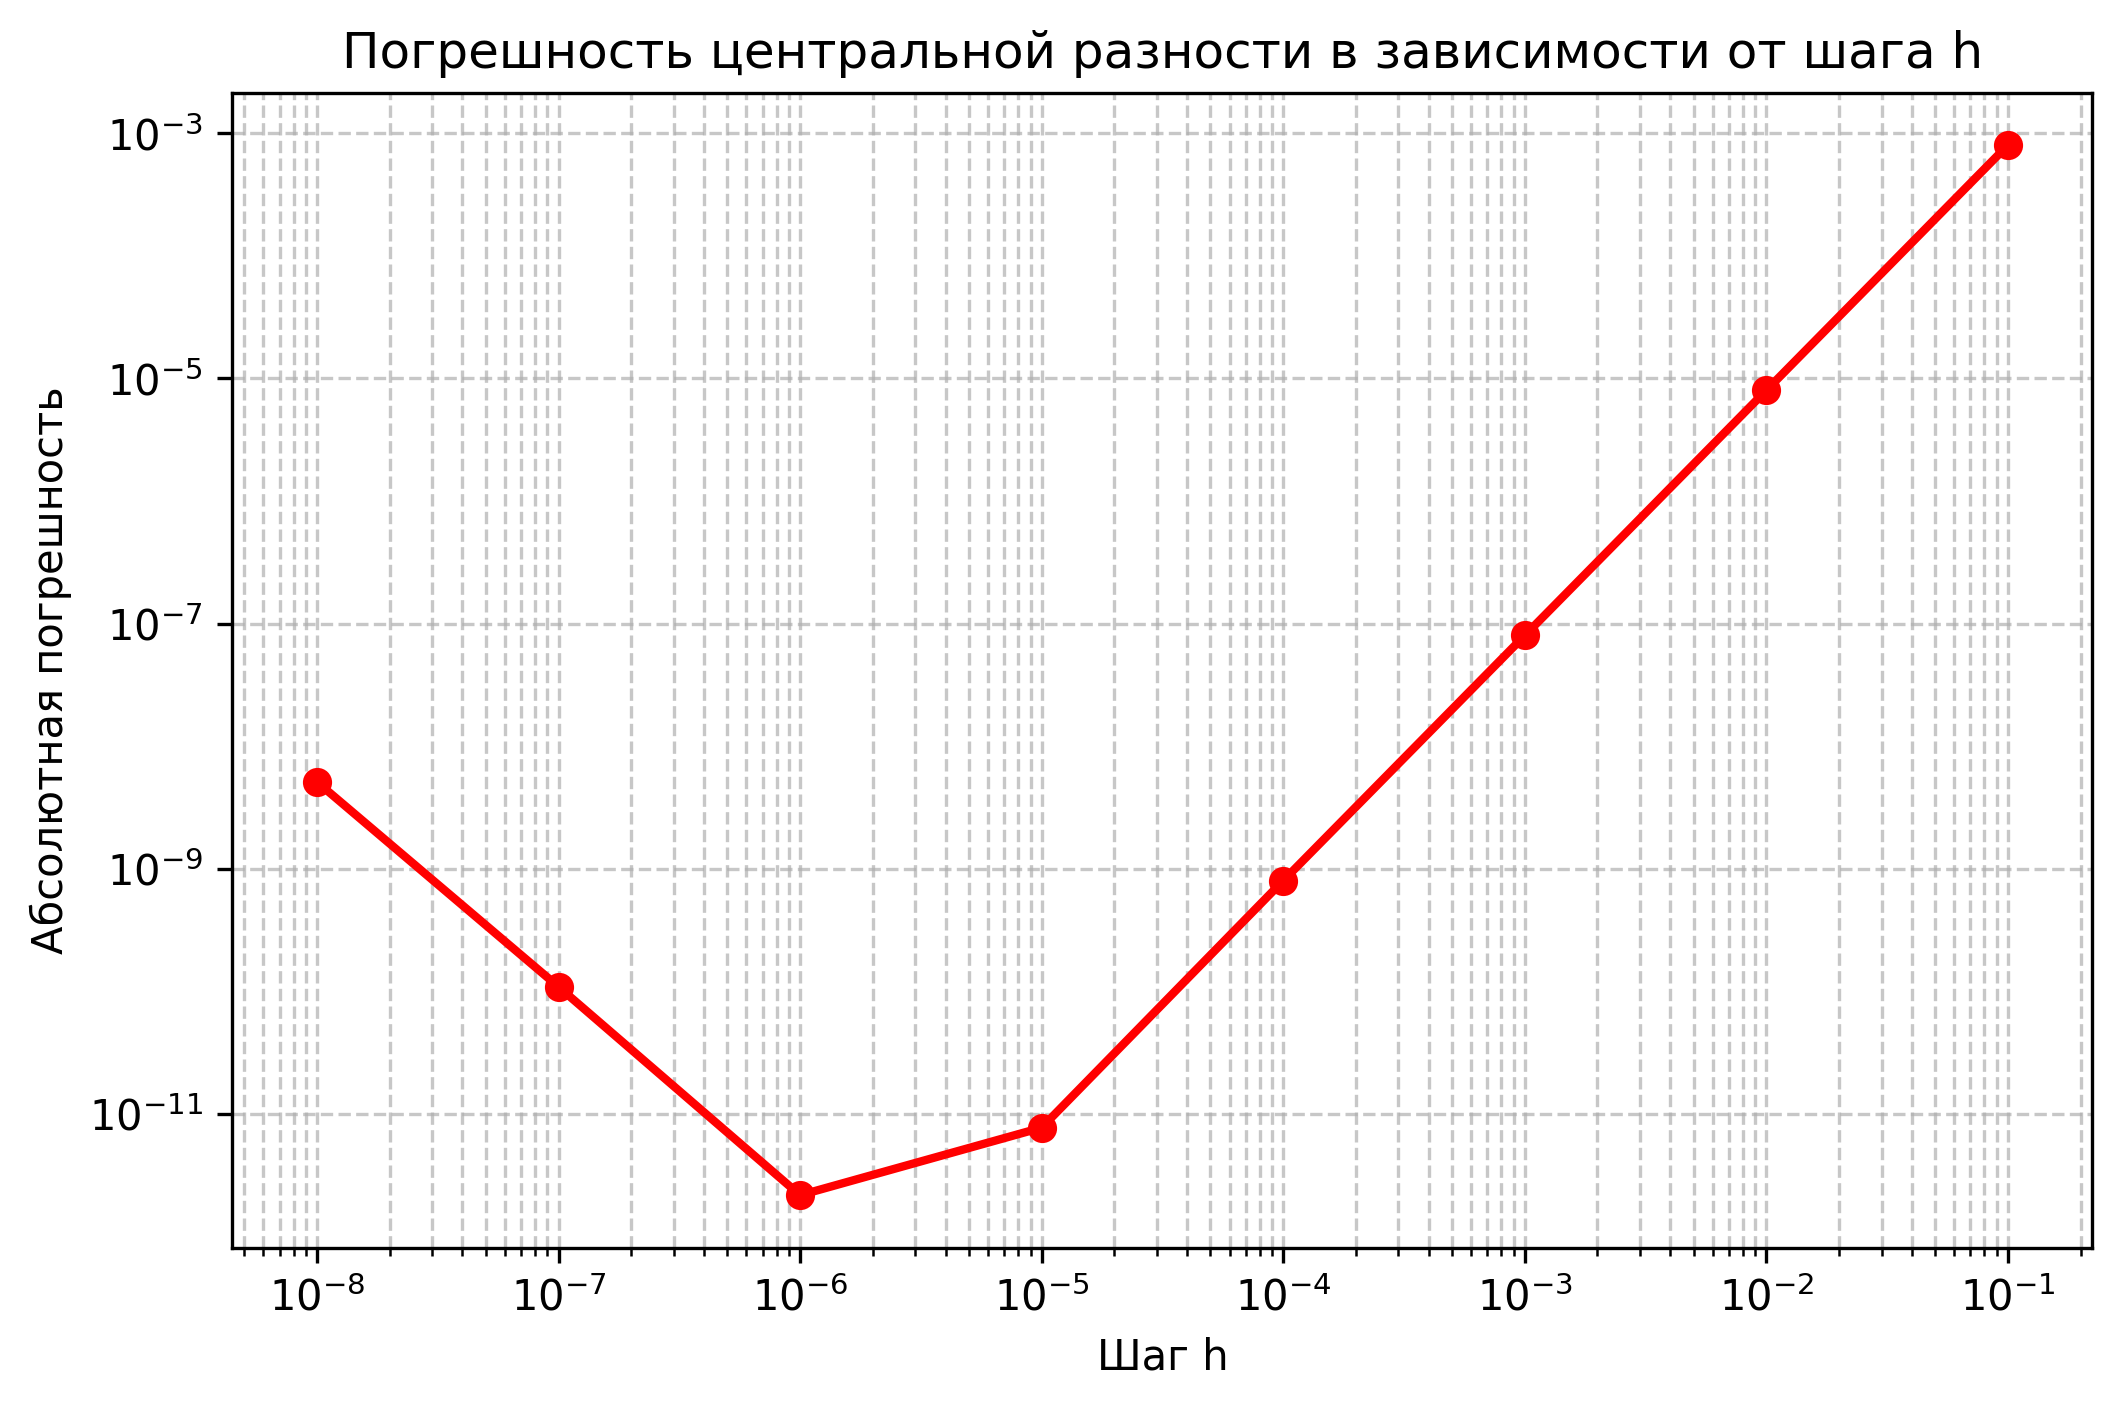 Погрешность центральной разности в зависимости от шага h
Абсолютная погрешность
10⁻³
10⁻⁵
10⁻⁷
10⁻⁹
10⁻¹¹
10⁻⁸ 10⁻⁷ 10⁻⁶ 10⁻⁵ 10⁻⁴ 10⁻³ 10⁻² 10⁻¹
Шаг h